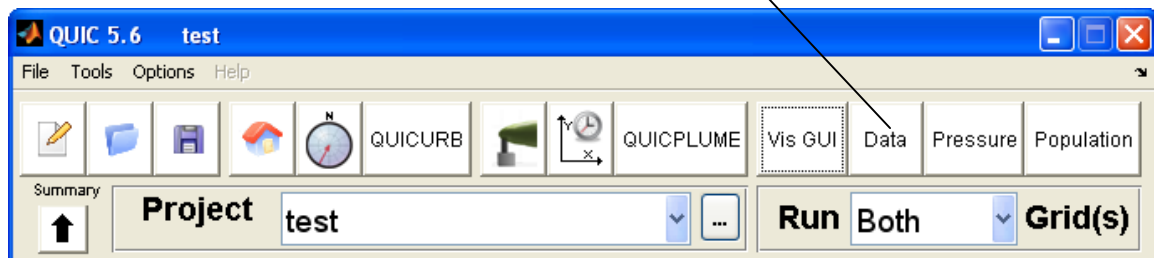 QUIC 5.6 test
File Tools Options Help
N
QUICURB
Y
X
QUICPLUME
Vis GUI
Data
Pressure
Population
Summary
Project
test
...
Run
Both
Grid(s)